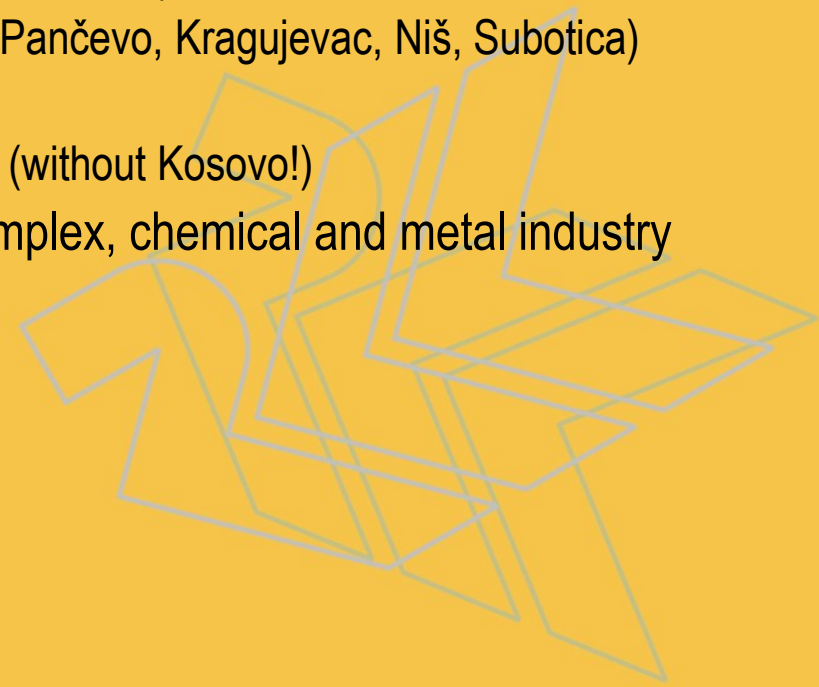 Pančevo, Kragujevac, Niš, Subotica)
(without Kosovo!)
mplex, chemical and metal industry